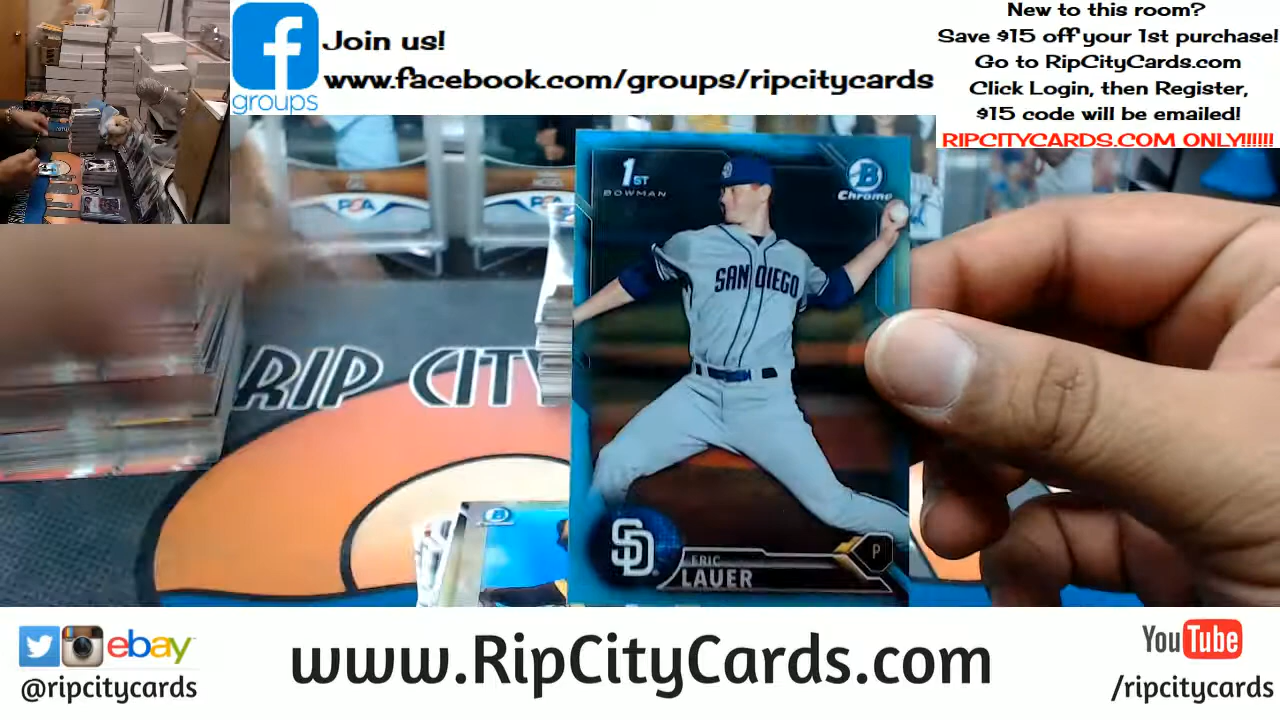 Join us!
www.facebook.com/groups/ripcitycards
groups
New to this room?
Save $15 off your 1st purchase!
Go to RipCityCards.com
Click Login, then Register,
$15 code will be emailed!
RIPCITYCARDS.COM ONLY!!!!!!
PSA
PSA
1ST
BOWMAN
B
Chrome
SD
SAN DIEGO
RIP CITY
B
SD
ERIC
LAUER
P
ebay
@ripcitycards
www.RipCityCards.com
YouTube
/ripcitycards